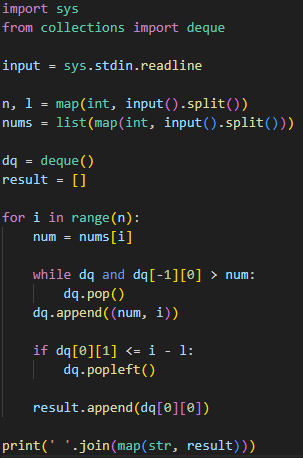 import sys
from collections import deque

input = sys.stdin.readline

n, l = map(int, input().split())
nums = list(map(int, input().split()))

dq = deque()
result = []

for i in range(n):
    num = nums[i]

    while dq and dq[-1][0] > num:
        dq.pop()
    dq.append((num, i))

    if dq[0][1] <= i - l:
        dq.popleft()

    result.append(dq[0][0])

print(' '.join(map(str, result)))